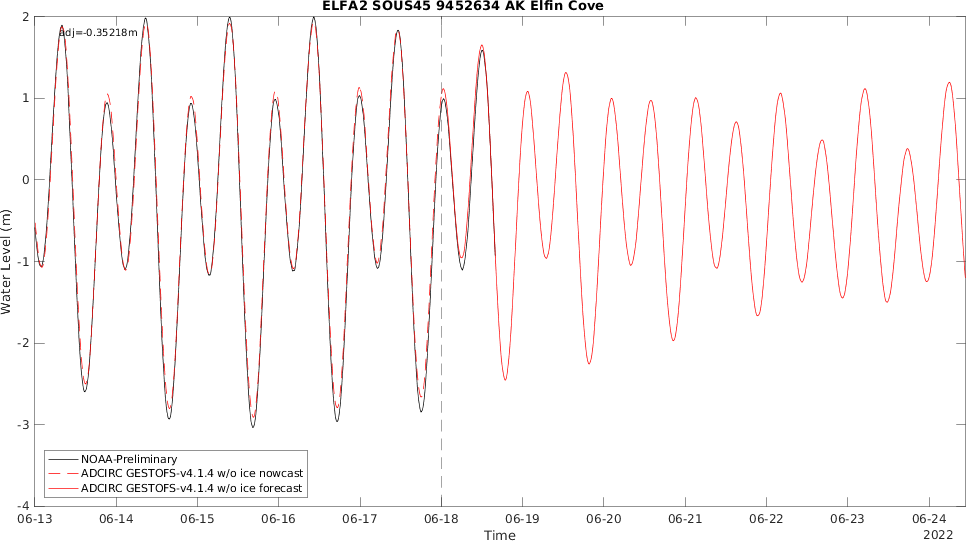 ELFA2 SOUS45 9452634 AK Elfin Cove
adj=-0.35218m
2
1
0
-1
-2
-3
-4
Water Level (m)
NOAA-Preliminary
ADCIRC GESTOFS-v4.1.4 w/o ice nowcast
ADCIRC GESTOFS-v4.1.4 w/o ice forecast
06-13 06-14 06-15 06-16 06-17 06-18 06-19 06-20 06-21 06-22 06-23 06-24
Time
2022